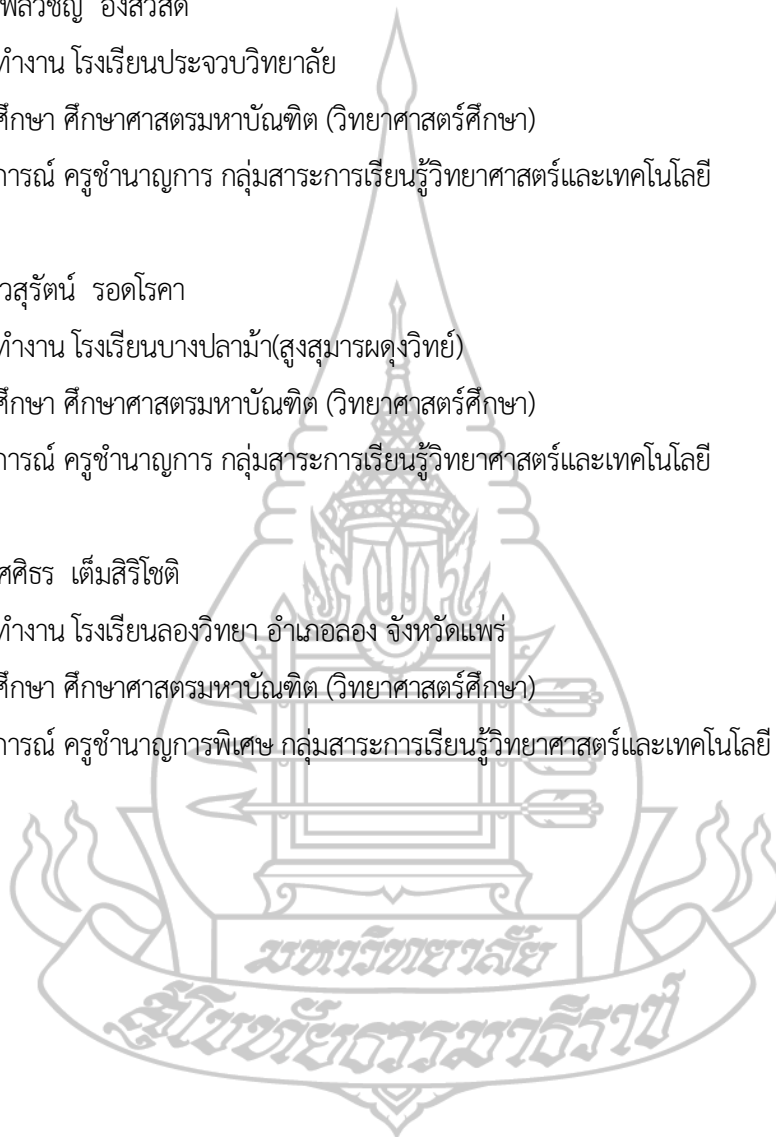 อังสวัสดิ์
ทำงาน โรงเรียนประจวบวิทยาลัย
ศึกษา ศึกษาศาสตรมหาบัณฑิต (วิทยาศาสตร์ศึกษา)
การณ์ ครูชำนาญการ กลุ่มสาระการเรียนรู้วิทยาศาสตร์และเทคโนโลยี
วสุรัตน์ รอดโรคา
ทำงาน โรงเรียนบางปลาม้า(สูงสุมารผดุงวิทย์)
ศึกษา ศึกษาศาสตรมหาบัณฑิต (วิทยาศาสตร์ศึกษา)
การณ์ ครูชำนาญการ กลุ่มสาระการเรียนรู้วิทยาศาสตร์และเทคโนโลยี
ศศิธร เต็มสิริโชติ
ทำงาน โรงเรียนลองวิทยา อำเภอลอง จังหวัดแพร่
ศึกษา ศึกษาศาสตรมหาบัณฑิต (วิทยาศาสตร์ศึกษา)
การณ์ ครูชำนาญการพิเศษ กลุ่มสาระการเรียนรู้วิทยาศาสตร์และเทคโนโลยี
มหาวิทยาลัย
สุโขทัยธรรมาธิราช